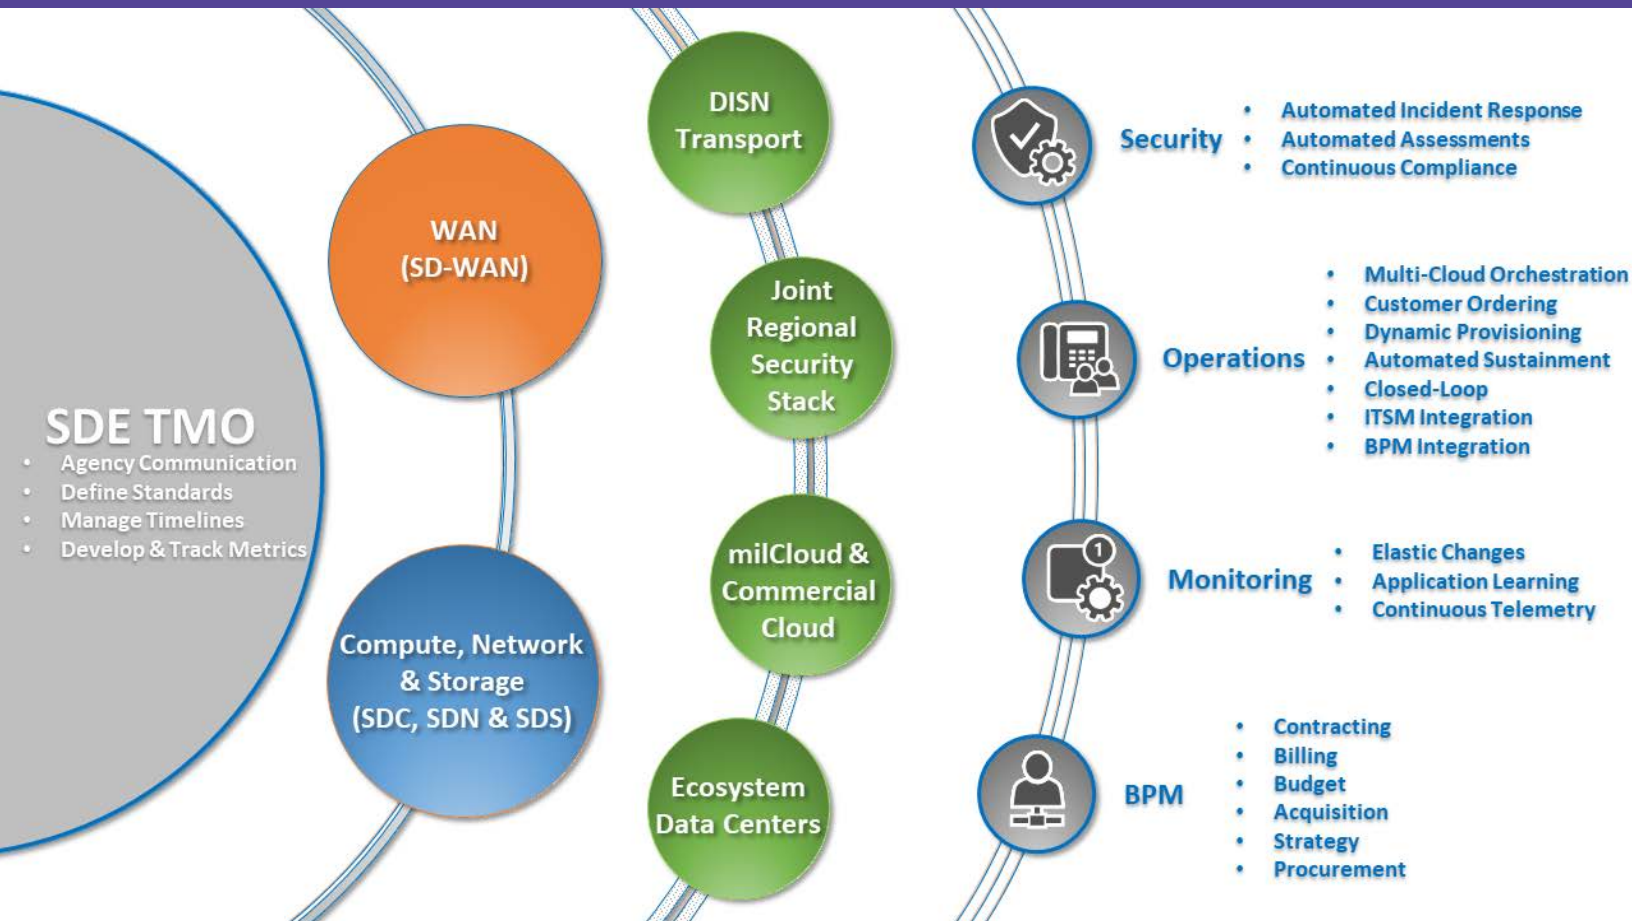 SDE TMO
• Agency Communication
• Define Standards
• Manage Timelines
• Develop & Track Metrics
WAN
(SD-WAN)
Compute, Network
& Storage
(SDC, SDN & SDS)
DISN
Transport
Joint
Regional
Security
Stack
milCloud &
Commercial
Cloud
Ecosystem
Data Centers
Security
• Automated Incident Response
• Automated Assessments
• Continuous Compliance
Operations
• Multi-Cloud Orchestration
• Customer Ordering
• Dynamic Provisioning
• Automated Sustainment
• Closed-Loop
• ITSM Integration
• BPM Integration
1
Monitoring
• Elastic Changes
• Application Learning
• Continuous Telemetry
BPM
• Contracting
• Billing
• Budget
• Acquisition
• Strategy
• Procurement